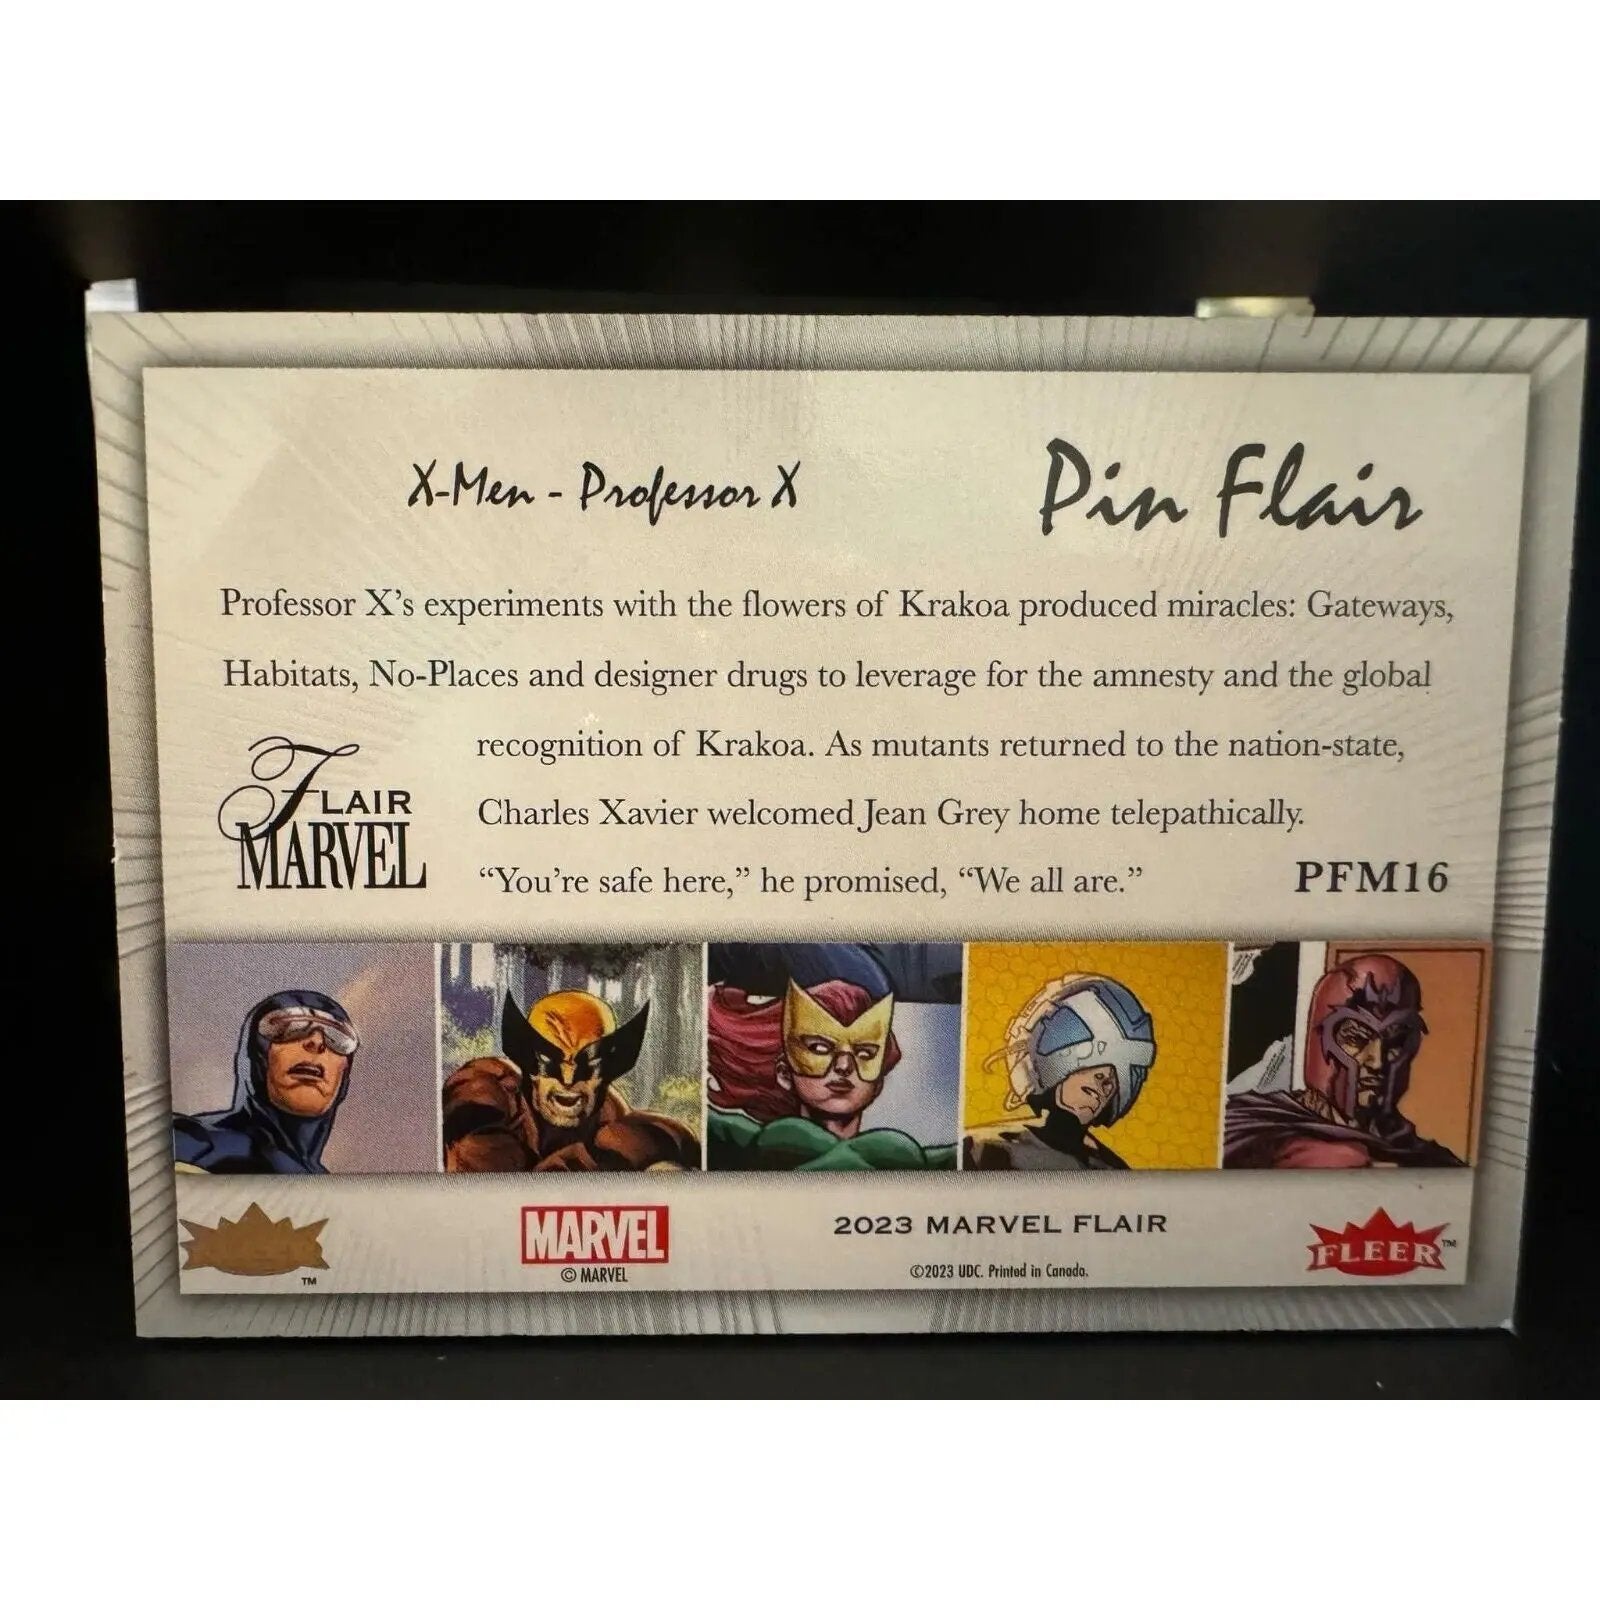 X-Men - Professor X
Pin Flair
Professor X's experiments with the flowers of Krakoa produced miracles: Gateways,
Habitats, No-Places and designer drugs to leverage for the amnesty and the global
recognition of Krakoa. As mutants returned to the nation-state,
Charles Xavier welcomed Jean Grey home telepathically.
“You're safe here,” he promised, “We all are.”
FLAIR
MARVEL
PFM16
TM
MARVEL
© MARVEL
2023 MARVEL FLAIR
©2023 UDC. Printed in Canada.
FLEER™